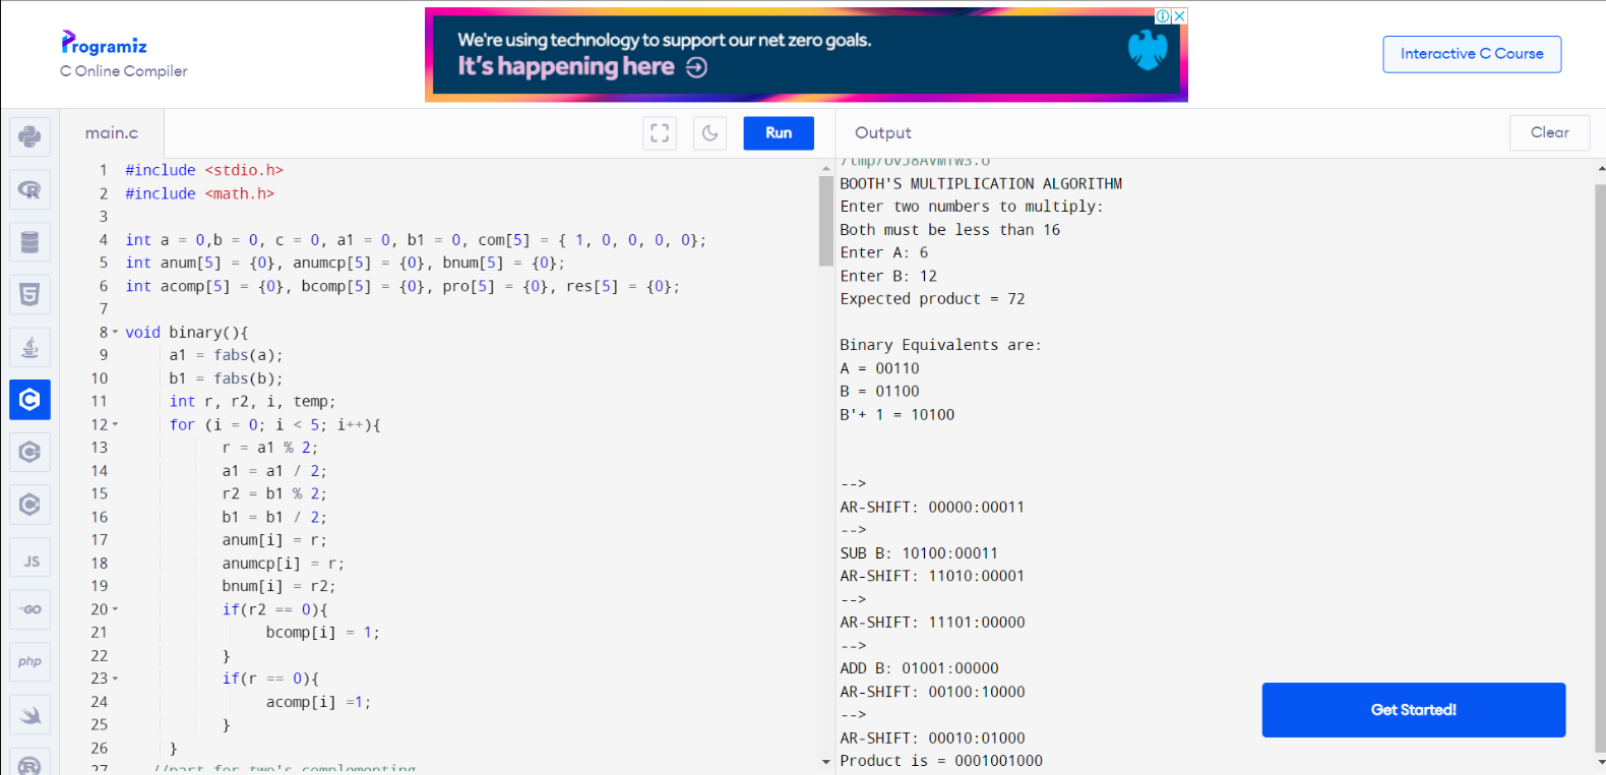 Programiz
C Online Compiler
We're using technology to support our net zero goals.
It's happening here
Interactive C Course
main.c
Run
Output
Clear
JS
GO
php
1 #include <stdio.h>
2 #include <math.h>
3
4 int a = 0,b = 0, c = 0, a1 = 0, b1 = 0, com[5] = { 1, 0, 0, 0, 0};
5 int anum[5] = {0}, anumcp[5] = {0}, bnum[5] = {0};
6 int acomp[5] = {0}, bcomp[5] = {0}, pro[5] = {0}, res[5] = {0};
7
8 void binary(){
9 a1 = fabs(a);
10 b1 = fabs(b);
11 int r, r2, i, temp;
12 for (i = 0; i < 5; i++){
13 r = a1 % 2;
14 a1 = a1 / 2;
15 r2 = b1 % 2;
16 b1 = b1 / 2;
17 anum[i] = r;
18 anumcp[i] = r;
19 bnum[i] = r2;
20 if(r2 == 0){
21 bcomp[i] = 1;
22 }
23 if(r == 0){
24 acomp[i] =1;
25 }
26 }
27 //part for two's complementing
BOOTH'S MULTIPLICATION ALGORITHM
Enter two numbers to multiply:
Both must be less than 16
Enter A: 6
Enter B: 12
Expected product = 72
Binary Equivalents are:
A = 00110
B = 01100
B'+ 1 = 10100
-->
AR-SHIFT: 00000:00011
-->
SUB B: 10100:00011
AR-SHIFT: 11010:00001
-->
AR-SHIFT: 11101:00000
-->
ADD B: 01001:00000
AR-SHIFT: 00100:10000
-->
AR-SHIFT: 00010:01000
Product is = 0001001000
Get Started!